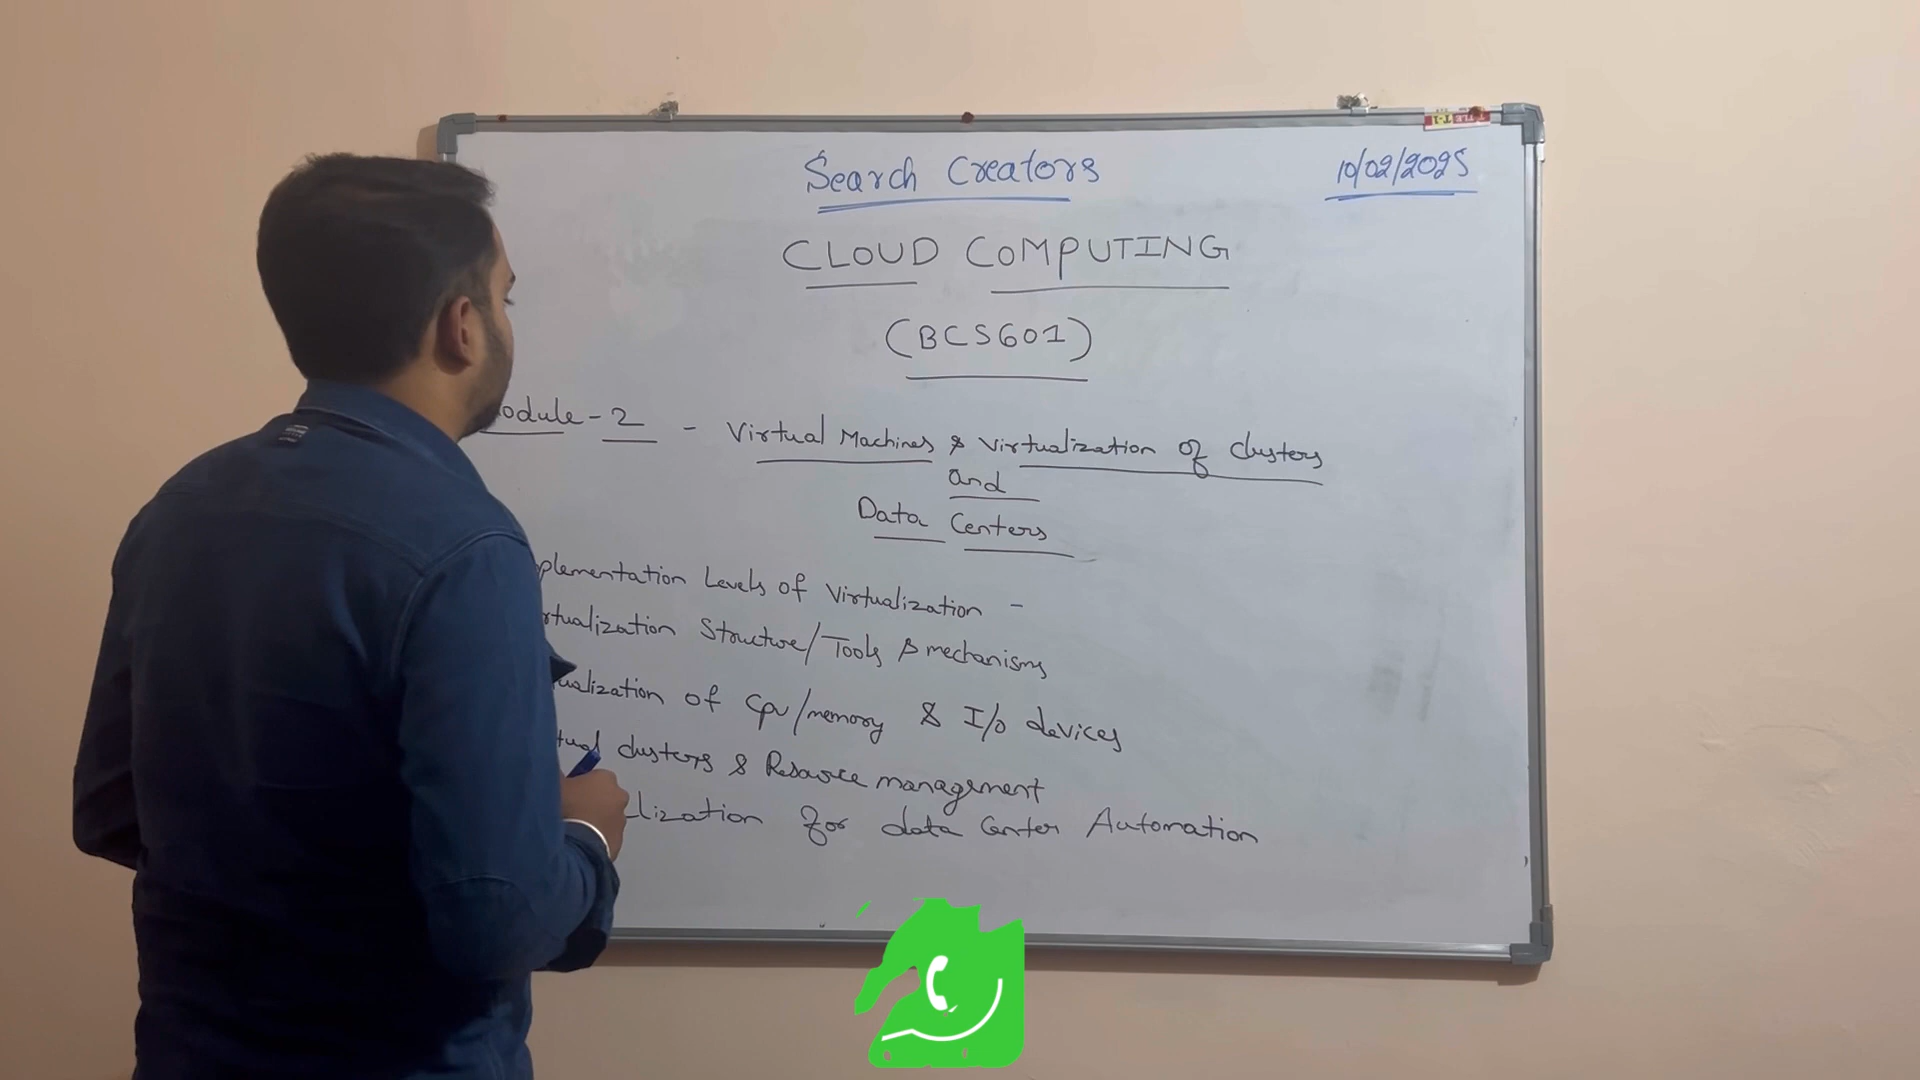 Search Creators
10/02/2025
CLOUD COMPUTING
(BCS601)
odule - 2 - Virtual Machines & Virtualization of clusters
and
Data Centers
plementation Levels of Virtualization -
rtualization Structure/Tools & mechanisms
ualization of Cpu/memory & I/o devices
tual clusters & Resource management
lization for data Center Automation